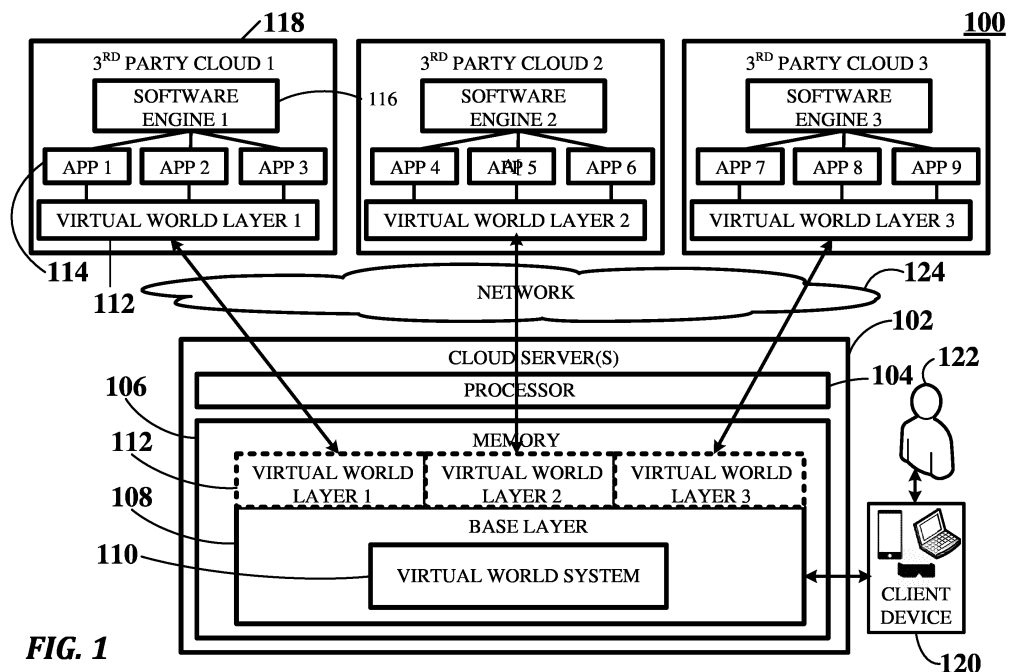 118
100
3RD PARTY CLOUD 1
SOFTWARE
ENGINE 1
116
APP 1
APP 2
APP 3
VIRTUAL WORLD LAYER 1
114
112
3RD PARTY CLOUD 2
SOFTWARE
ENGINE 2
APP 4
APP 5
APP 6
VIRTUAL WORLD LAYER 2
3RD PARTY CLOUD 3
SOFTWARE
ENGINE 3
APP 7
APP 8
APP 9
VIRTUAL WORLD LAYER 3
NETWORK
124
102
CLOUD SERVER(S)
PROCESSOR
104
122
106
MEMORY
112
VIRTUAL WORLD
LAYER 1
VIRTUAL WORLD
LAYER 2
VIRTUAL WORLD
LAYER 3
108
BASE LAYER
110
VIRTUAL WORLD SYSTEM
CLIENT
DEVICE
120
FIG. 1